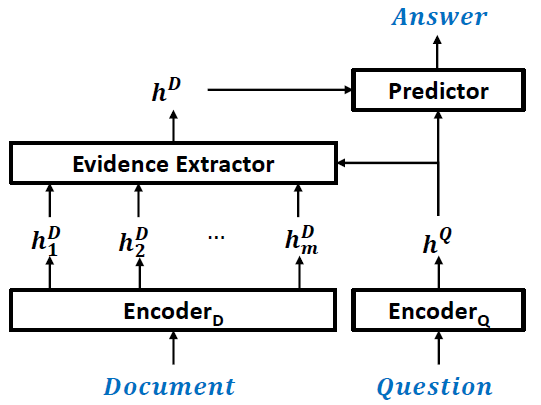 Answer
h^D
Predictor
Evidence Extractor
h_1^D h_2^D ... h_m^D h^Q
Encoder_D Encoder_Q
Document Question